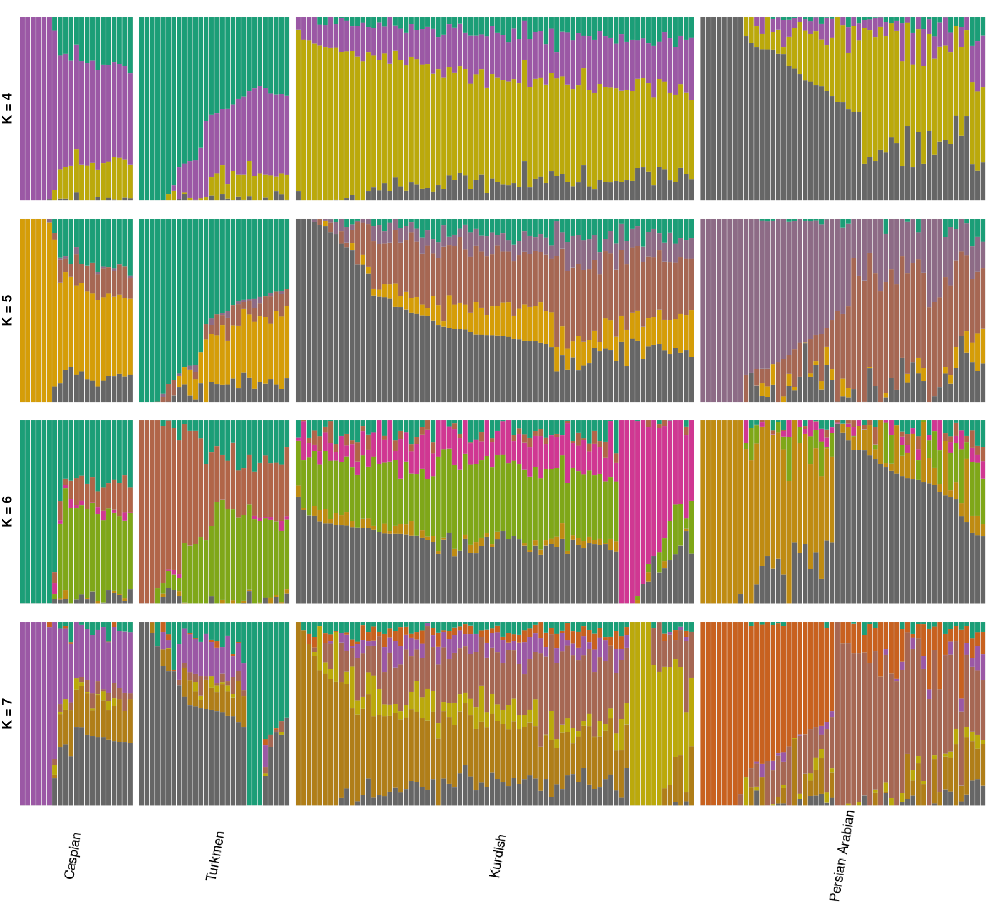 K = 4
K = 5
K = 6
K = 7
Caspian
Turkmen
Kurdish
Persian Arabian